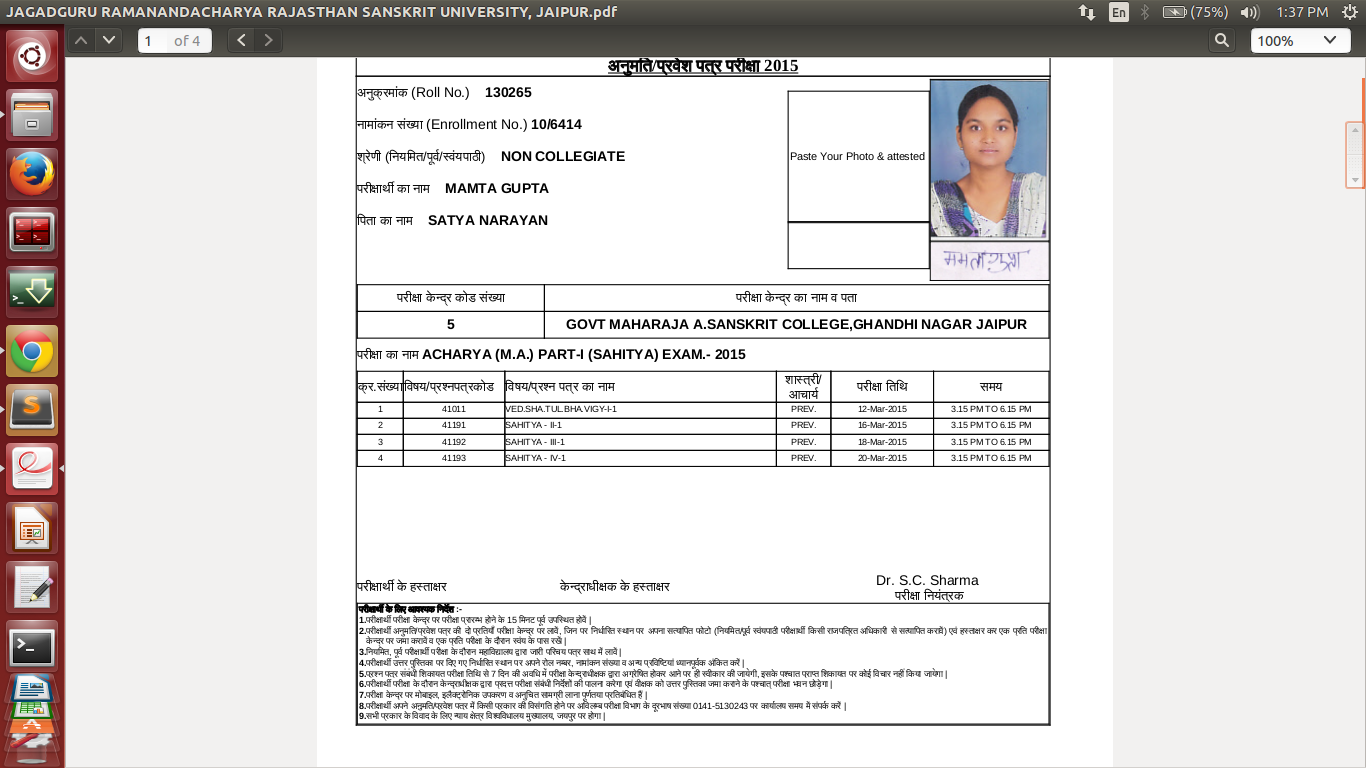 JAGADGURU RAMANANDACHARYA RAJASTHAN SANSKRIT UNIVERSITY, JAIPUR.pdf
En (75%) 1:37 PM
1 of 4 100%
अनुमति/प्रवेश पत्र परीक्षा 2015
अनुक्रमांक (Roll No.) 130265
नामांकन संख्या (Enrollment No.) 10/6414
श्रेणी (नियमित/पूर्व/स्वंयपाठी) NON COLLEGIATE
परीक्षार्थी का नाम MAMTA GUPTA
पिता का नाम SATYA NARAYAN
Paste Your Photo & attested
ममता गुप्ता
परीक्षा केन्द्र कोड संख्या परीक्षा केन्द्र का नाम व पता
5 GOVT MAHARAJA A.SANSKRIT COLLEGE,GHANDHI NAGAR JAIPUR
परीक्षा का नाम ACHARYA (M.A.) PART-I (SAHITYA) EXAM.- 2015
क्र.संख्या विषय/प्रश्नपत्रकोड विषय/प्रश्न पत्र का नाम शास्त्री/ आचार्य परीक्षा तिथि समय
1 41011 VED.SHA.TUL.BHA.VIGY-I-1 PREV. 12-Mar-2015 3.15 PM TO 6.15 PM
2 41191 SAHITYA - II-1 PREV. 16-Mar-2015 3.15 PM TO 6.15 PM
3 41192 SAHITYA - III-1 PREV. 18-Mar-2015 3.15 PM TO 6.15 PM
4 41193 SAHITYA - IV-1 PREV. 20-Mar-2015 3.15 PM TO 6.15 PM
Dr. S.C. Sharma
परीक्षार्थी के हस्ताक्षर केन्द्राधीक्षक के हस्ताक्षर परीक्षा नियंत्रक
परीक्षार्थी के लिए आवश्यक निर्देश :-
1.परीक्षार्थी परीक्षा केन्द्र पर परीक्षा प्रारम्भ होने के 15 मिनट पूर्व उपस्थित होवें |
2.परीक्षार्थी अनुमति/प्रवेश पत्र की दो प्रतियाँ परीक्षा केन्द्र पर लावें, जिन पर निर्धारित स्थान पर अपना सत्यापित फोटो (नियमित/पूर्व स्वंयपाठी परीक्षार्थी किसी राजपत्रित अधिकारी से सत्यापित करावें) एवं हस्ताक्षर कर एक प्रति परीक्षा
केन्द्र पर जमा करावें व एक प्रति परीक्षा के दौरान स्वंय के पास रखें |
3.नियमित, पूर्व परीक्षार्थी परीक्षा के दौरान महाविद्यालय द्वारा जारी परिचय पत्र साथ में लावें |
4.परीक्षार्थी उत्तर पुस्तिका पर दिए गए निर्धारित स्थान पर अपने रोल नम्बर, नामांकन संख्या व अन्य प्रविष्टियां ध्यानपूर्वक अंकित करें |
5.प्रश्न पत्र संबंधी शिकायत परीक्षा तिथि से 7 दिन की अवधि में परीक्षा केन्द्राधीक्षक द्वारा अग्रेषित होकर आने पर ही स्वीकार की जायेगी, इसके पश्चात प्राप्त शिकायत पर कोई विचार नहीं किया जायेगा |
6.परीक्षार्थी परीक्षा के दौरान केन्द्राधीक्षक द्वारा प्रदत्त परीक्षा संबंधी निर्देशों की पालना करेगा एवं वीक्षक को उत्तर पुस्तिका जमा कराने के पश्चात् परीक्षा भवन छोड़ेगा |
7.परीक्षा केन्द्र पर मोबाइल, इलैक्ट्रोनिक उपकरण व अनुचित सामग्री लाना पूर्णतया प्रतिबंधित हैं |
8.परीक्षार्थी अपने अनुमति/प्रवेश पत्र में किसी प्रकार की विसंगति होने पर अविलम्ब परीक्षा विभाग के दूरभाष संख्या 0141-5130243 पर कार्यालय समय में संपर्क करें |
9.सभी प्रकार के विवाद के लिए न्याय क्षेत्र विश्वविधालय मुख्यालय, जयपुर पर होगा |